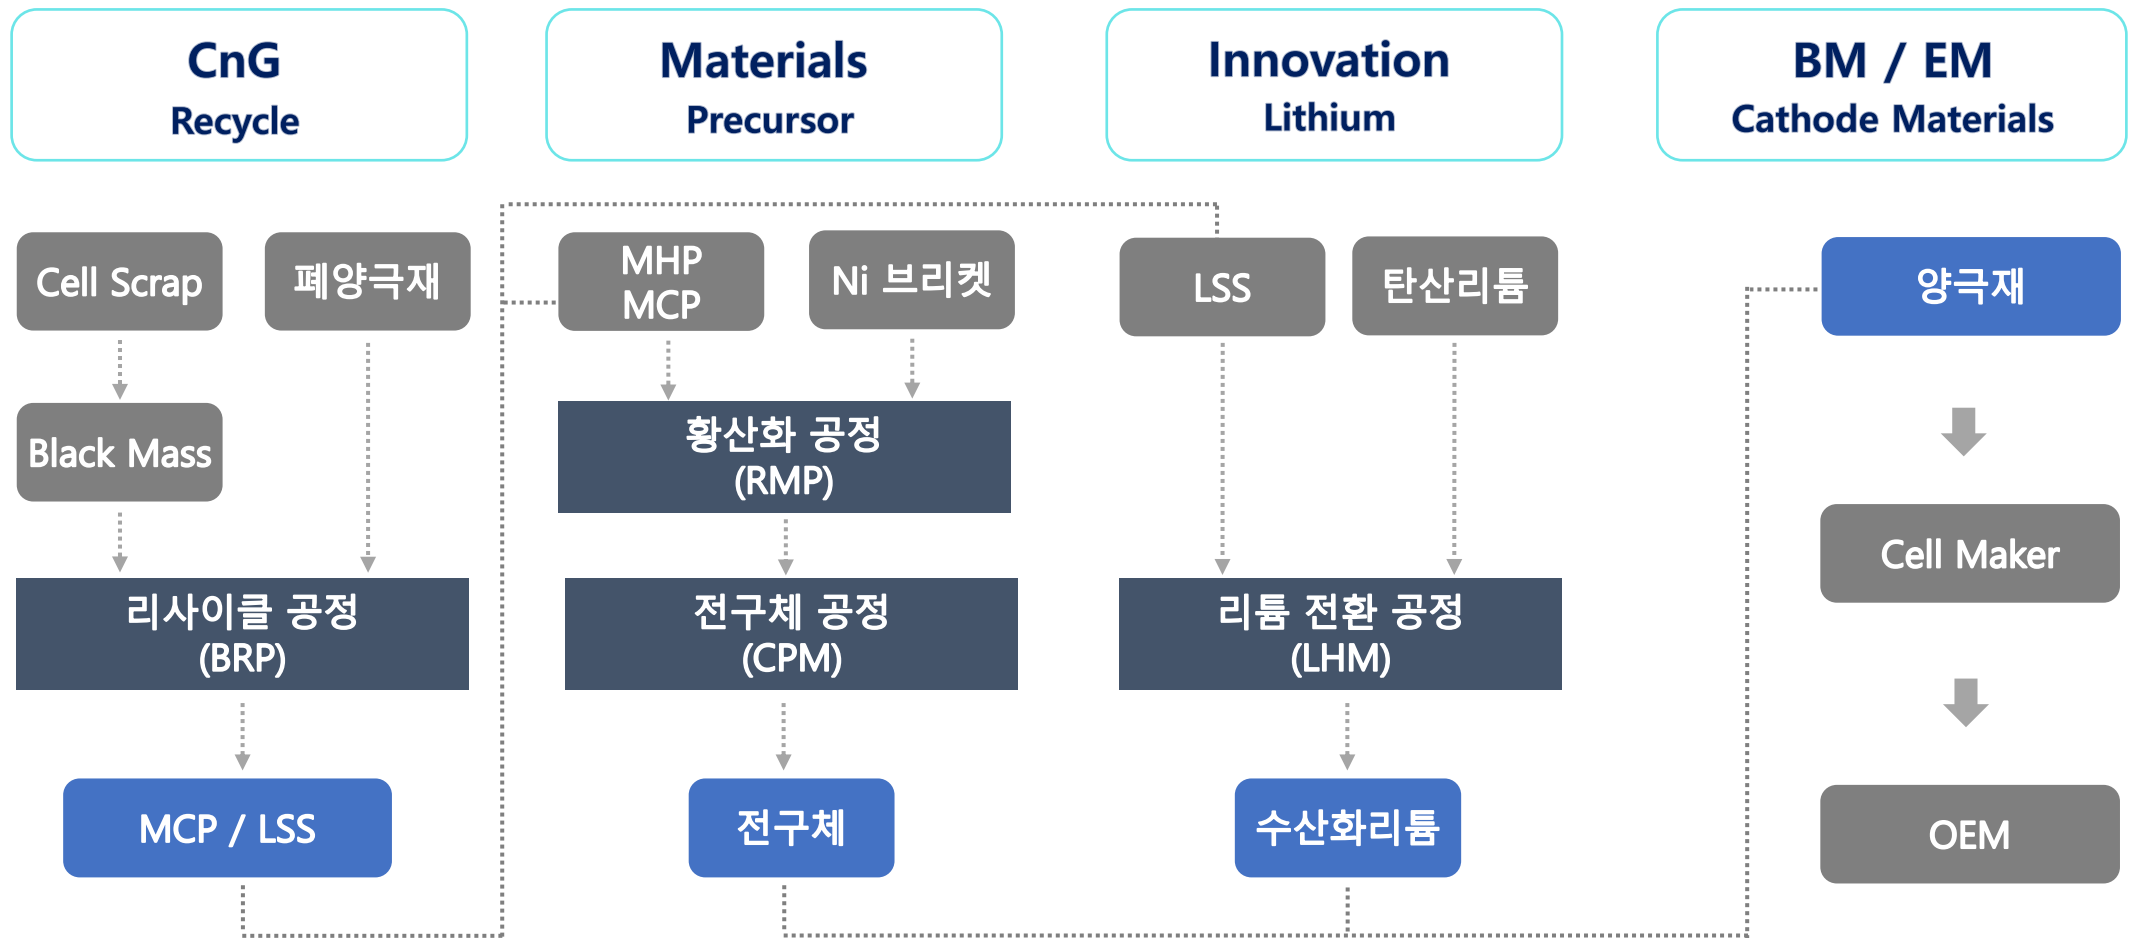 CnG
Recycle
Materials
Precursor
Innovation
Lithium
BM / EM
Cathode Materials
Cell Scrap
폐양극재
Black Mass
리사이클 공정
(BRP)
MCP / LSS
MHP
MCP
Ni 브리켓
황산화 공정
(RMP)
전구체 공정
(CPM)
전구체
LSS
탄산리튬
리튬 전환 공정
(LHM)
수산화리튬
양극재
Cell Maker
OEM